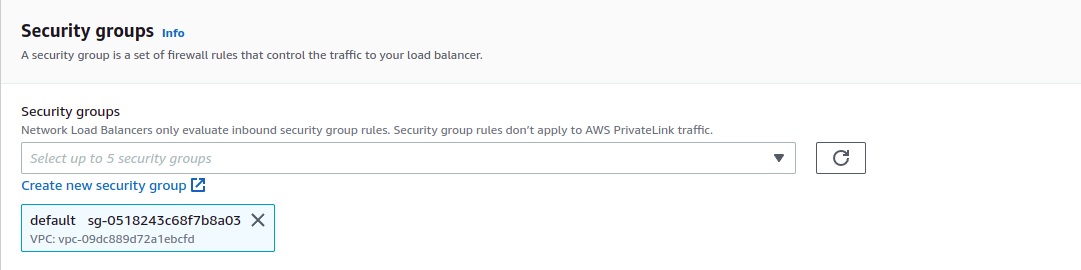 Security groups Info
A security group is a set of firewall rules that control the traffic to your load balancer.
Security groups
Network Load Balancers only evaluate inbound security group rules. Security group rules don't apply to AWS PrivateLink traffic.
Select up to 5 security groups
Create new security group
default sg-0518243c68f7b8a03
VPC: vpc-09dc889d72a1ebcfd